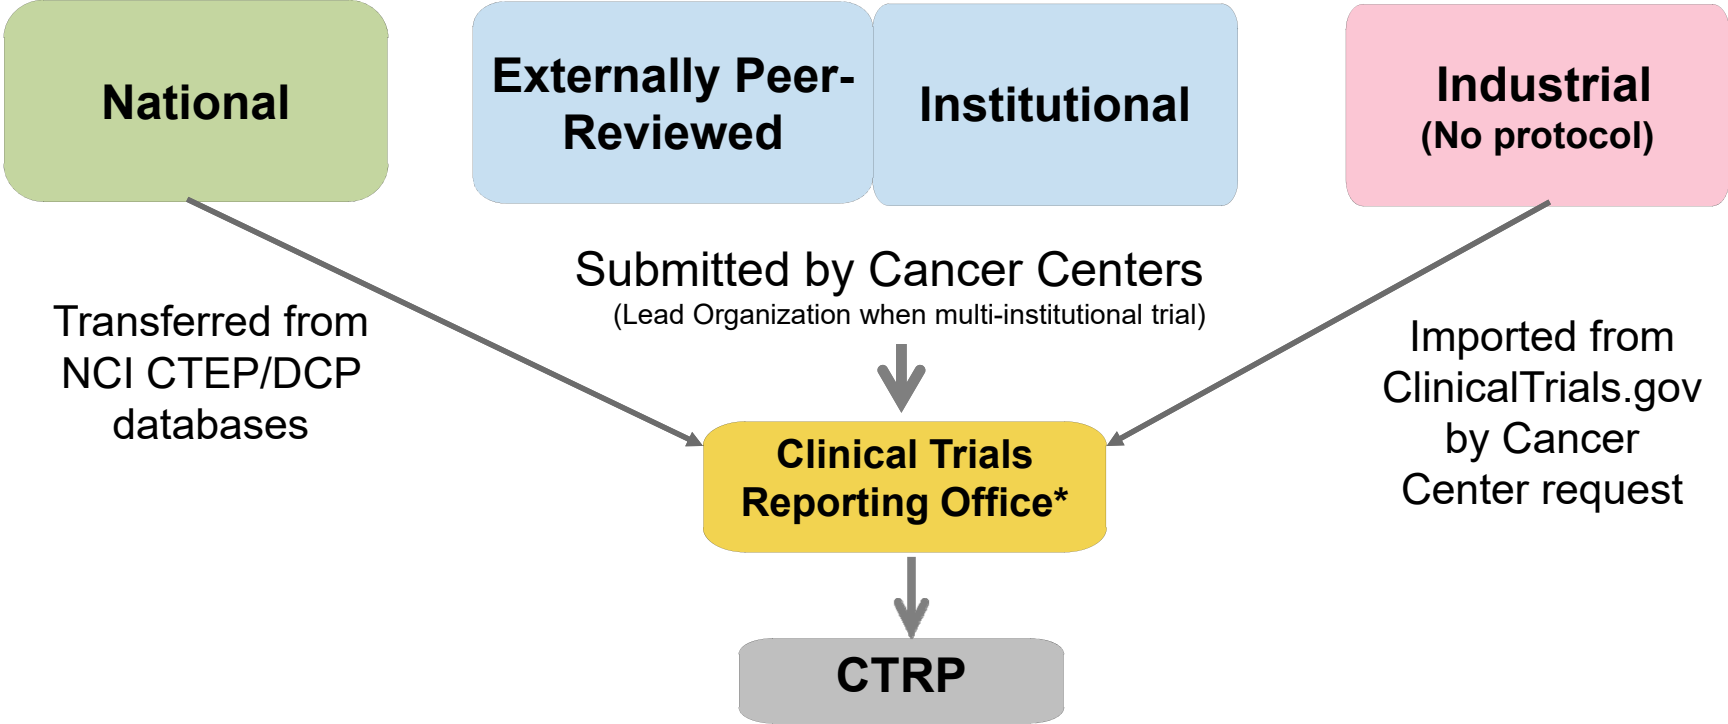 National
Externally Peer-
Reviewed
Institutional
Industrial
(No protocol)
Submitted by Cancer Centers
(Lead Organization when multi-institutional trial)
Transferred from
NCI CTEP/DCP
databases
Imported from
ClinicalTrials.gov
by Cancer
Center request
Clinical Trials
Reporting Office*
CTRP